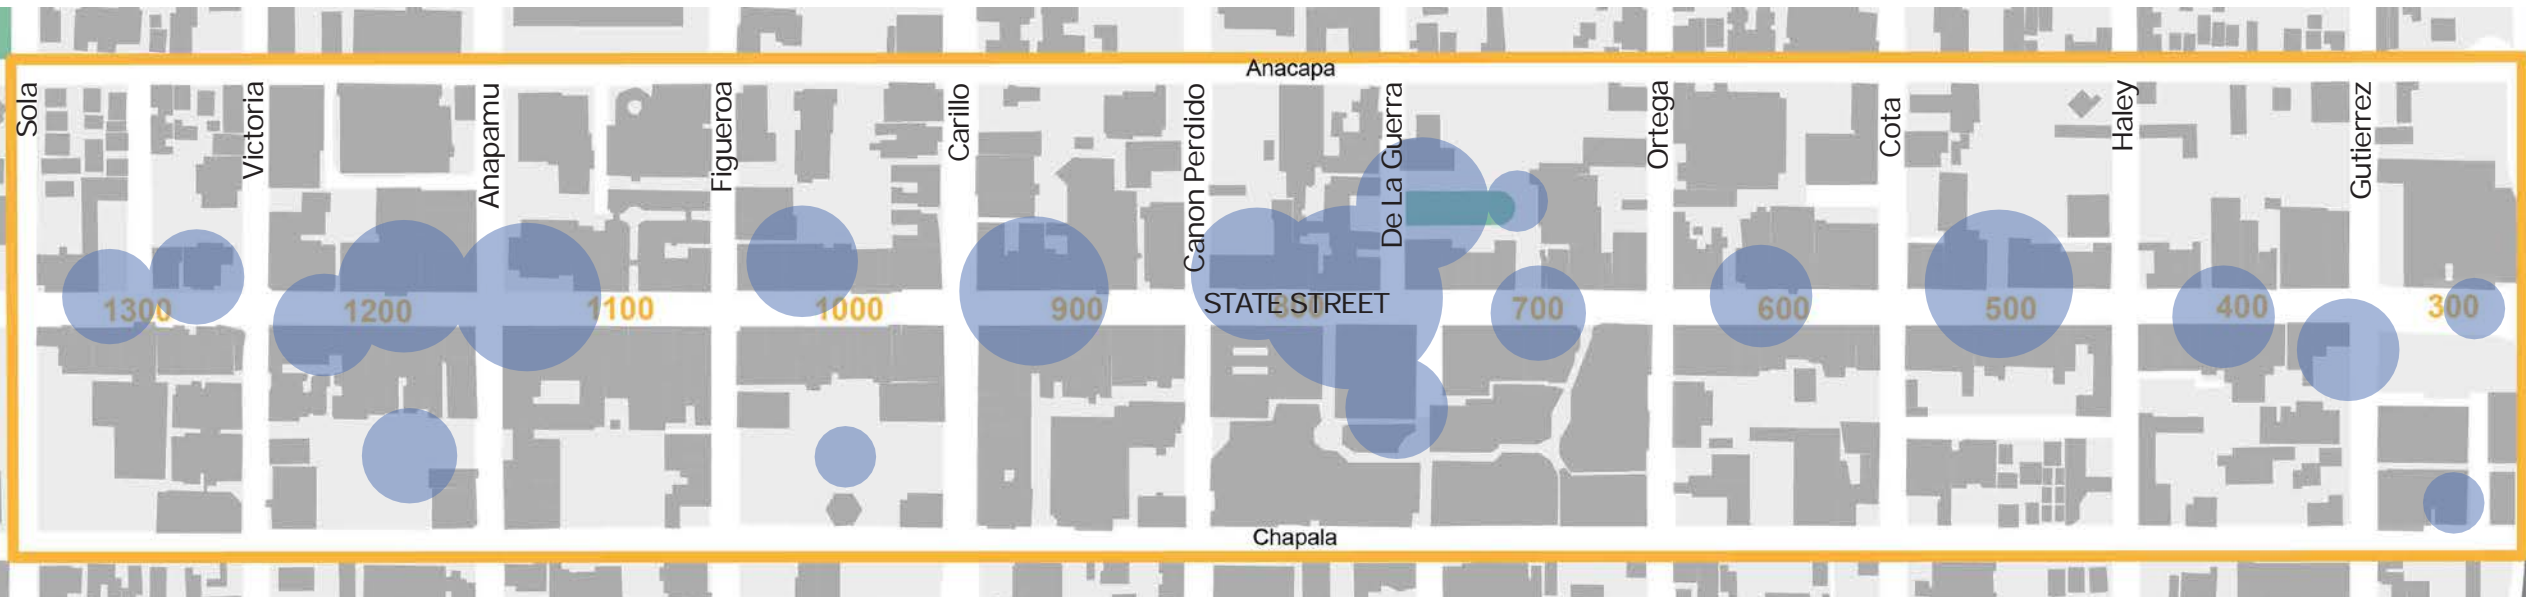 Anacapa
Sola
Victoria
Anapamu
Figueroa
Carillo
Canon Perdido
De La Guerra
Ortega
Cota
Haley
Gutierrez
1300
1200
1100
1000
900
800
STATE STREET
700
600
500
400
300
Chapala